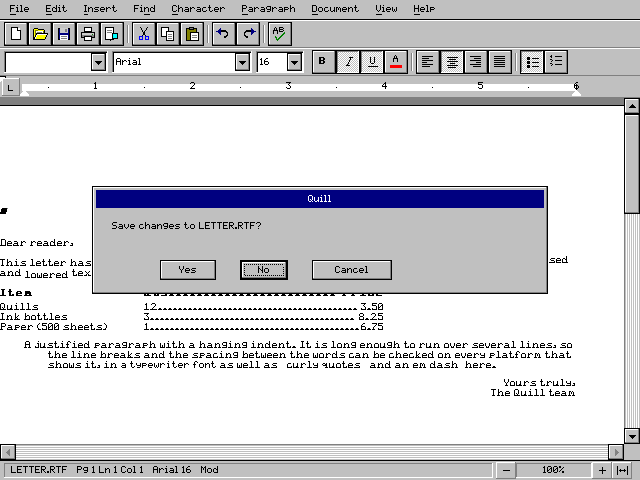 File Edit Insert Find Character Paragraph Document View Help
AB
Arial 16 B I U A
L 1 2 3 4 5 6
Quill
Save changes to LETTER.RTF?
Yes No Cancel
Dear reader,
This letter has sed
and lowered tex
Item
Quills 12 3.50
Ink bottles 3 8.25
Paper (500 sheets) 1 6.75
A justified paragraph with a hanging indent. It is long enough to run over several lines, so
the line breaks and the spacing between the words can be checked on every platform that
shows it, in a typewriter font as well as curly quotes and an em dash here.
Yours truly,
The Quill team
LETTER.RTF Pg 1 Ln 1 Col 1 Arial 16 Mod 100%